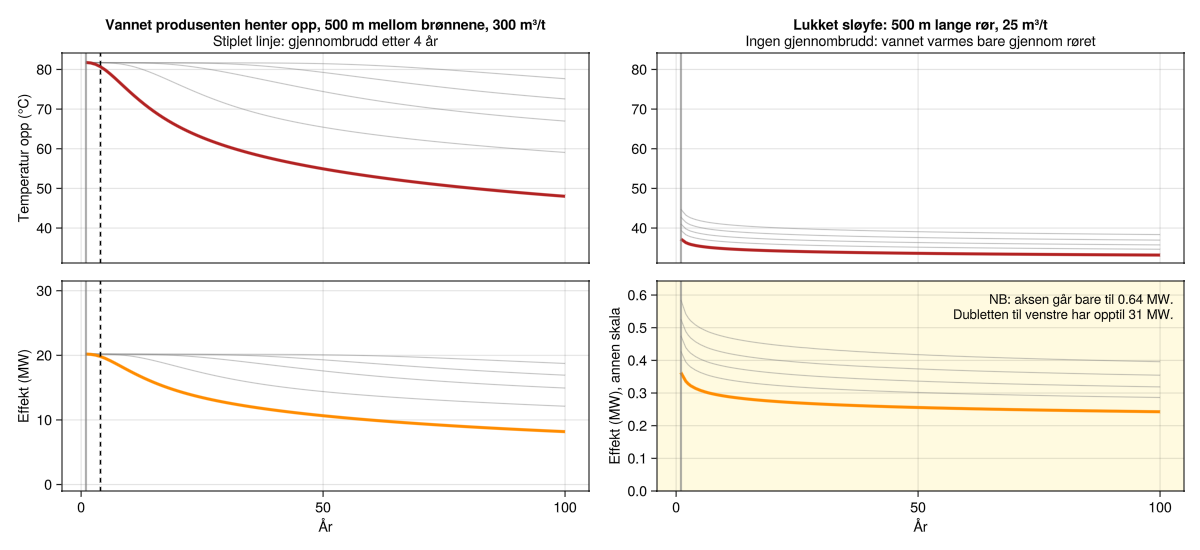 Vannet produsenten henter opp, 500 m mellom brønnene, 300 m³/t
Stiplet linje: gjennombrudd etter 4 år
Temperatur opp (°C)
80
70
60
50
40
Effekt (MW)
30
20
10
0
0
50
100
År
Lukket sløyfe: 500 m lange rør, 25 m³/t
Ingen gjennombrudd: vannet varmes bare gjennom røret
80
70
60
50
40
Effekt (MW), annen skala
NB: aksen går bare til 0.64 MW.
Dubletten til venstre har opptil 31 MW.
0.6
0.5
0.4
0.3
0.2
0.1
0.0
0
50
100
År